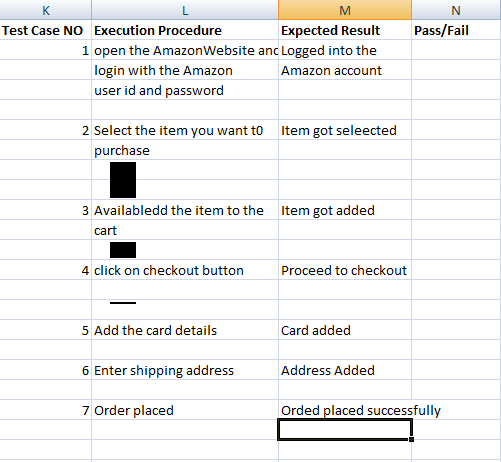 K L M N
Test Case NO Execution Procedure Expected Result Pass/Fail
1 open the AmazonWebsite and Logged into the
login with the Amazon Amazon account
user id and password
2 Select the item you want t0 Item got seleected
purchase
3 Availabledd the item to the Item got added
cart
4 click on checkout button Proceed to checkout
5 Add the card details Card added
6 Enter shipping address Address Added
7 Order placed Orded placed successfully